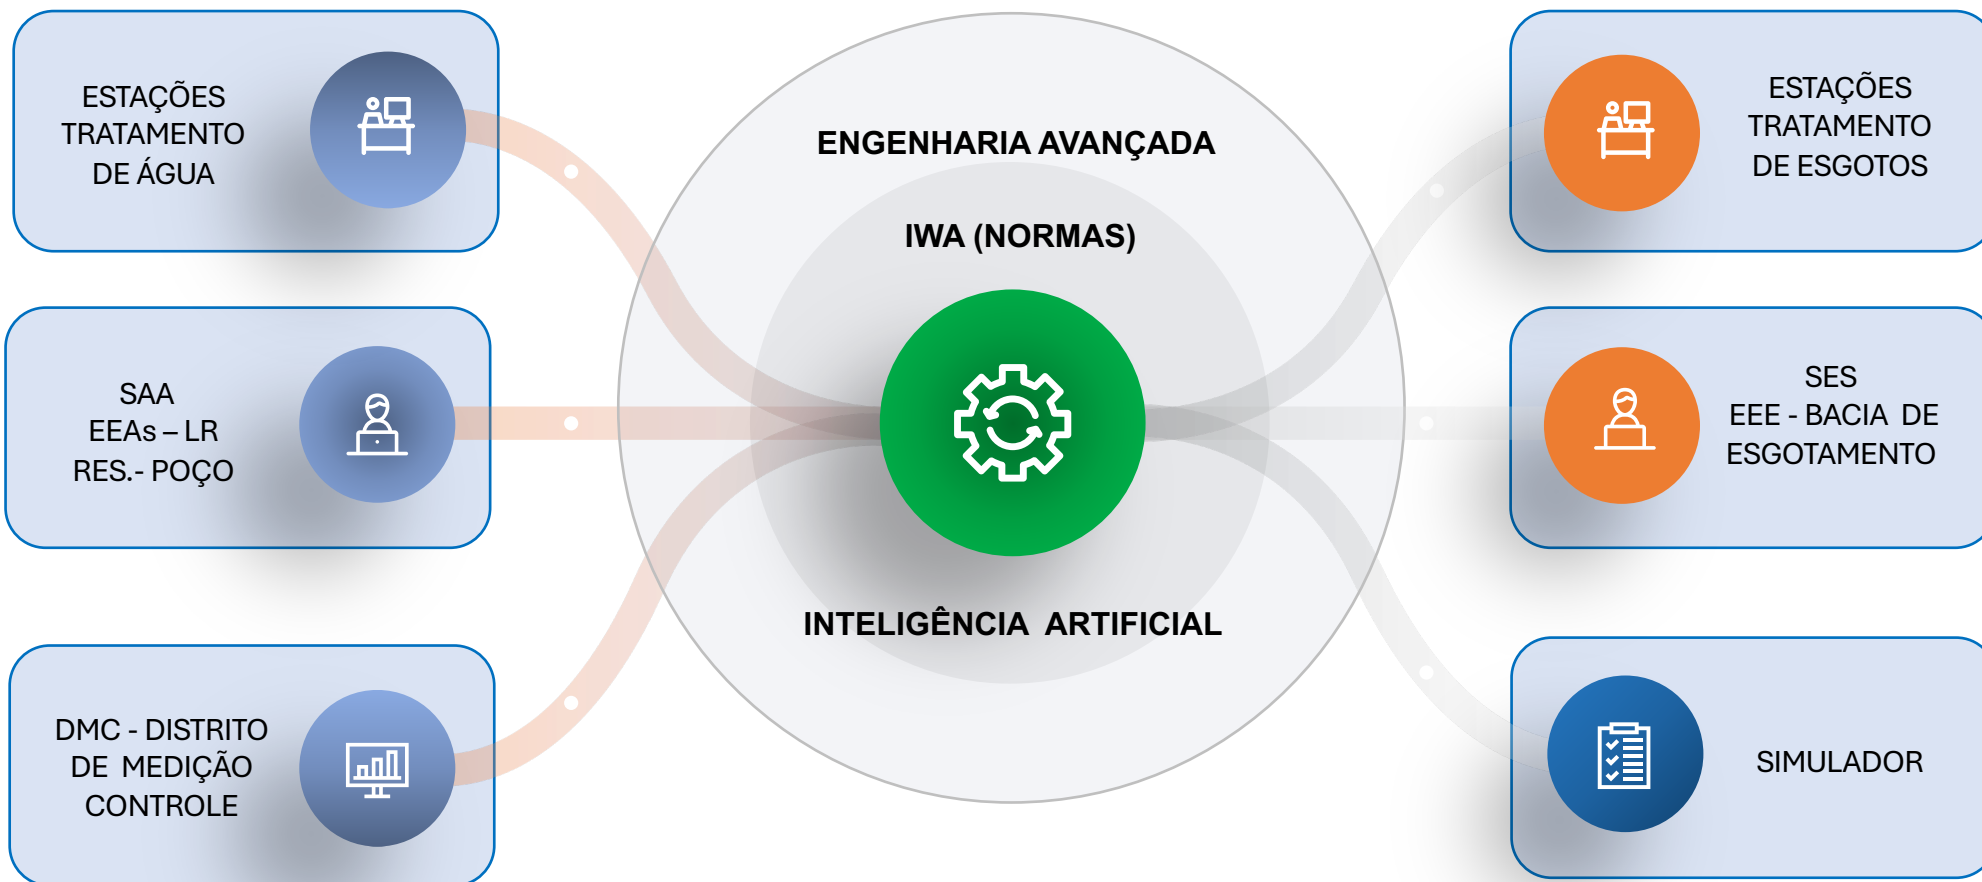 ESTAÇÕES
TRATAMENTO
DE ÁGUA
SAA
EEAs – LR
RES.- POÇO
DMC - DISTRITO
DE MEDIÇÃO
CONTROLE
ENGENHARIA AVANÇADA
IWA (NORMAS)
INTELIGÊNCIA ARTIFICIAL
ESTAÇÕES
TRATAMENTO
DE ESGOTOS
SES
EEE - BACIA DE
ESGOTAMENTO
SIMULADOR